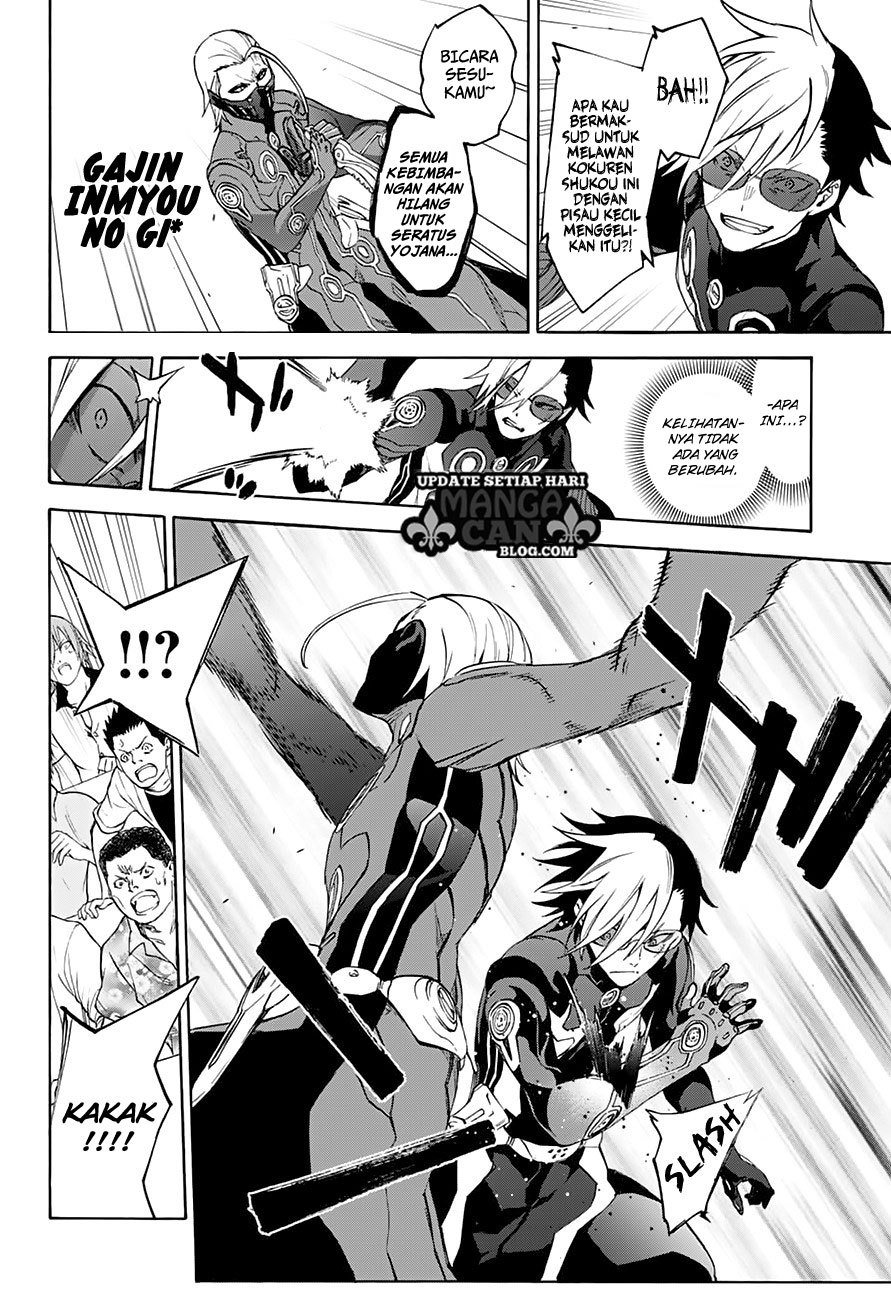 BAH!!
APA KAU
BERMAK-
SUD UNTUK
MELAWAN
KOKUREN
SHUKOU INI
DENGAN
PISAU KECIL
MENGGELI-
KAN ITU?!
BICARA
SESU-
KAMU~
SEMUA
KEBIMBA-
NGAN AKAN
HILANG
UNTUK
SERATUS
YOJANA...
GAJIN
INMYOU
NO GI*
-APA
INI...?
KELIHATAN-
NYA TIDAK
ADA YANG
BERUBAH.
UPDATE SETIAP HARI
MANGA
CAN
BLOG.COM
!!?
SLASH
KAKAK
!!!!